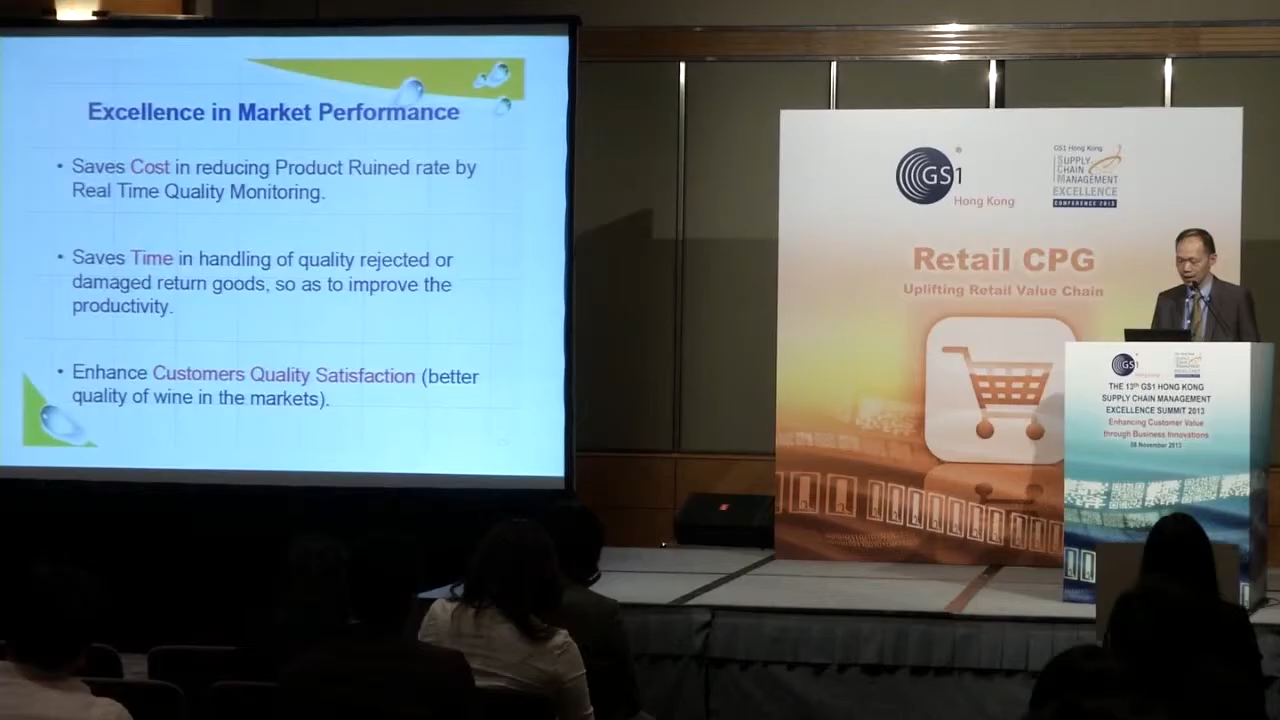 Excellence in Market Performance
• Saves Cost in reducing Product Ruined rate by
Real Time Quality Monitoring.
• Saves Time in handling of quality rejected or
damaged return goods, so as to improve the
productivity.
• Enhance Customers Quality Satisfaction (better
quality of wine in the markets).
GS1
Hong Kong
GS1 Hong Kong
SUPPLY
CHAIN
MANAGEMENT
EXCELLENCE
CONFERENCE 2013
Retail CPG
Uplifting Retail Value Chain
GS1
Hong Kong
THE 13th GS1 HONG KONG
SUPPLY CHAIN MANAGEMENT
EXCELLENCE SUMMIT 2013
Enhancing Customer Value
through Business Innovations
08 November 2013